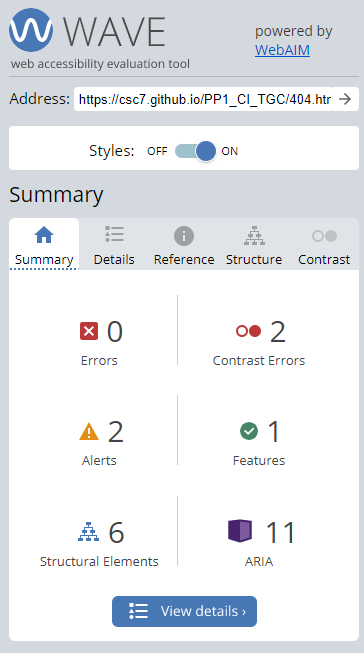 WAVE
powered by
WebAIM
web accessibility evaluation tool
Address: https://csc7.github.io/PP1_CI_TGC/404.htm
Styles: OFF ON
Summary
Summary Details Reference Structure Contrast
0 2
Errors Contrast Errors
2 1
Alerts Features
6 11
Structural Elements ARIA
View details ›